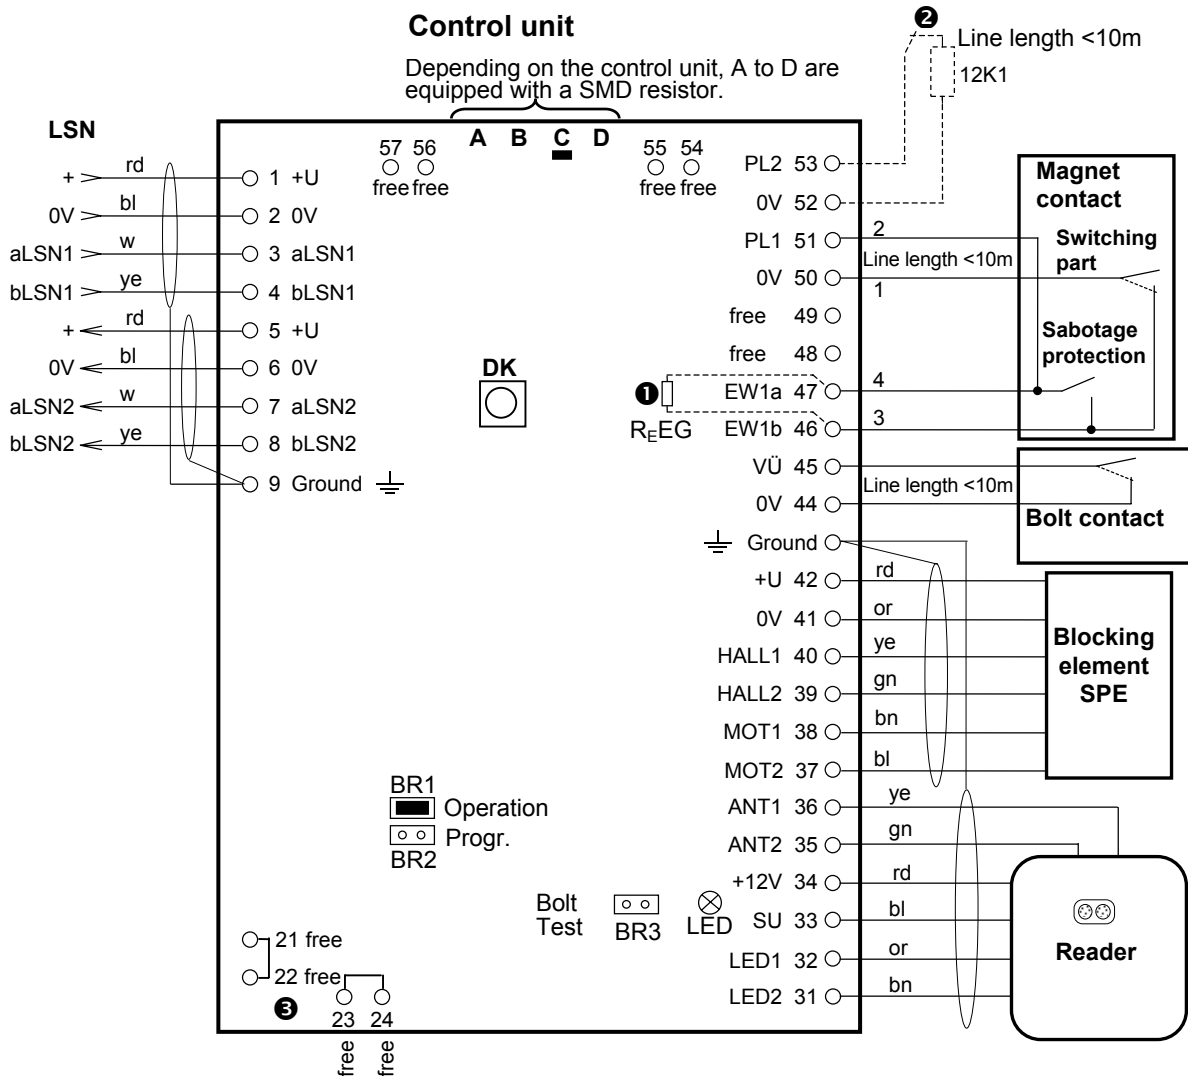 Control unit
Depending on the control unit, A to D are
equipped with a SMD resistor.
❷
Line length <10m
12K1
LSN
A B C D
57 56
free free
55 54
free free
+ rd 1 +U
0V bl 2 0V
aLSN1 w 3 aLSN1
bLSN1 ye 4 bLSN1
+ rd 5 +U
0V bl 6 0V
aLSN2 w 7 aLSN2
bLSN2 ye 8 bLSN2
9 Ground
DK
PL2 53
0V 52
PL1 51 2
Line length <10m
0V 50 1
free 49
free 48
❶
REEG
EW1a 47 4
EW1b 46 3
VÜ 45
Line length <10m
0V 44
Ground
+U 42 rd
0V 41 or
HALL1 40 ye
HALL2 39 gn
MOT1 38 bn
MOT2 37 bl
ANT1 36 ye
ANT2 35 gn
+12V 34 rd
SU 33 bl
LED1 32 or
LED2 31 bn
Magnet
contact
Switching
part
Sabotage
protection
Bolt contact
Blocking
element
SPE
Reader
BR1
Operation
Progr.
BR2
Bolt
Test
BR3
LED
21 free
22 free
❸
23 24
free free